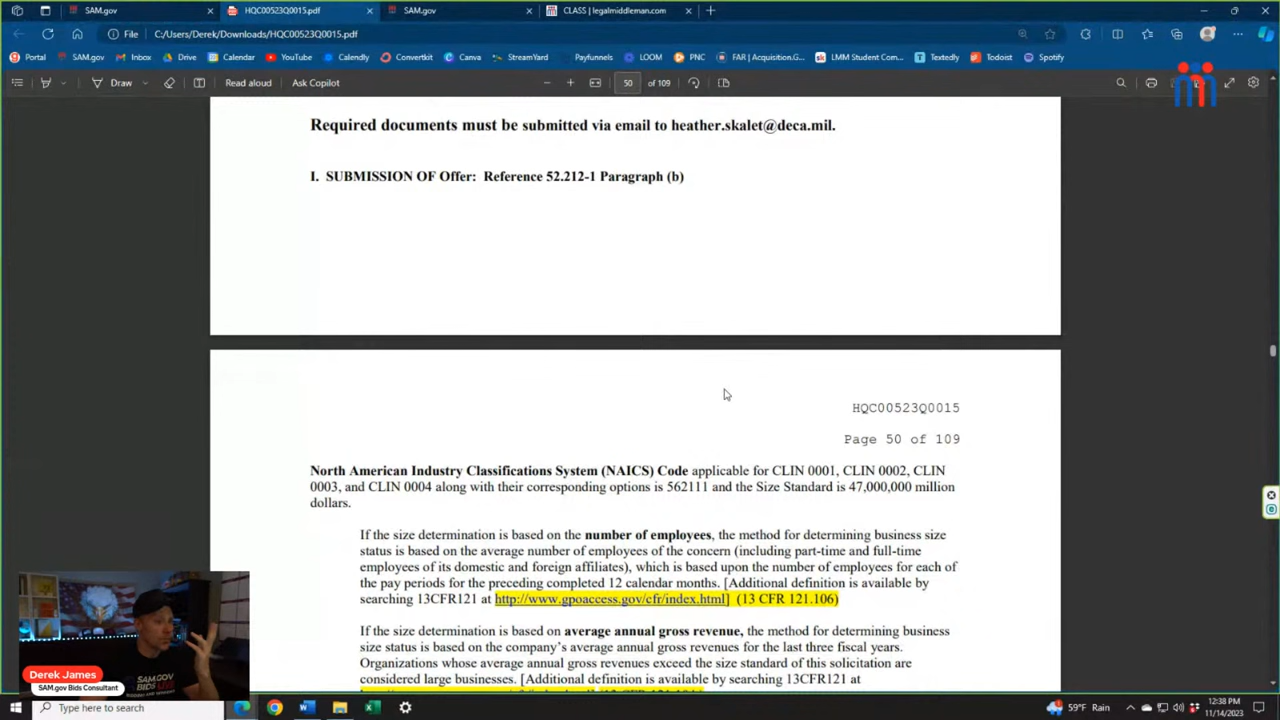 SAM.gov
HQC00523Q0015.pdf
SAM.gov
CLASS | legalmiddleman.com
File
C:/Users/Derek/Downloads/HQC00523Q0015.pdf
Portal
SAM.gov
Inbox
Drive
Calendar
YouTube
Calendly
Convertkit
Canva
StreamYard
Payfunnels
LOOM
PNC
FAR | Acquisition.G...
LMM Student Com...
Textedly
Todoist
Spotify
Draw
Read aloud
Ask Copilot
50
of 109
Required documents must be submitted via email to heather.skalet@deca.mil.
I. SUBMISSION OF Offer: Reference 52.212-1 Paragraph (b)
HQC00523Q0015
Page 50 of 109
North American Industry Classifications System (NAICS) Code applicable for CLIN 0001, CLIN 0002, CLIN
0003, and CLIN 0004 along with their corresponding options is 562111 and the Size Standard is 47,000,000 million
dollars.
If the size determination is based on the number of employees, the method for determining business size
status is based on the average number of employees of the concern (including part-time and full-time
employees of its domestic and foreign affiliates), which is based upon the number of employees for each of
the pay periods for the preceding completed 12 calendar months. [Additional definition is available by
searching 13CFR121 at http://www.gpoaccess.gov/cfr/index.html] (13 CFR 121.106)
If the size determination is based on average annual gross revenue, the method for determining business
size status is based on the company's average annual gross revenues for the last three fiscal years.
Organizations whose average annual gross revenues exceed the size standard of this solicitation are
considered large businesses. [Additional definition is available by searching 13CFR121 at
SAM.GOV
BIDS
Derek James
SAM.gov Bids Consultant
Type here to search
59°F Rain
12:38 PM
11/14/2023